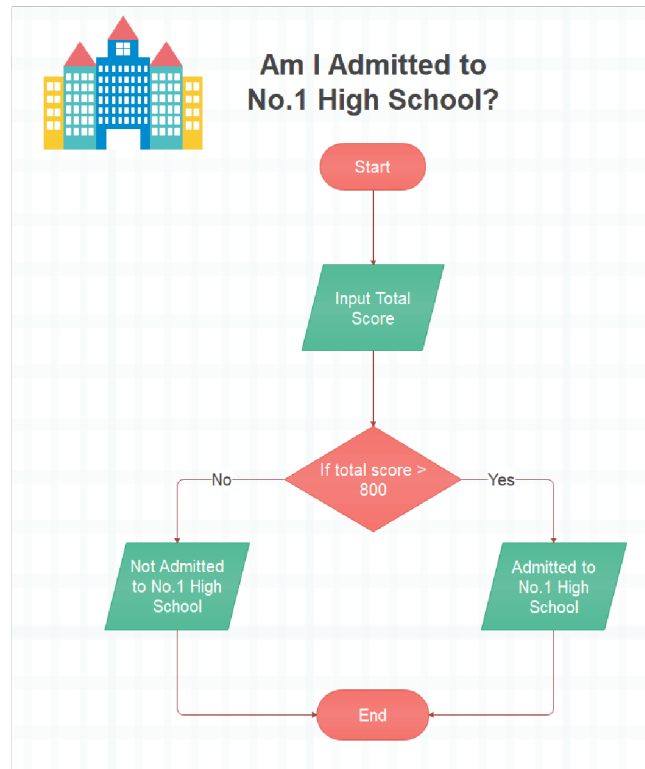 Am I Admitted to
No.1 High School?
Start
Input Total
Score
If total score >
800
No
Yes
Not Admitted
to No.1 High
School
Admitted to
No.1 High
School
End